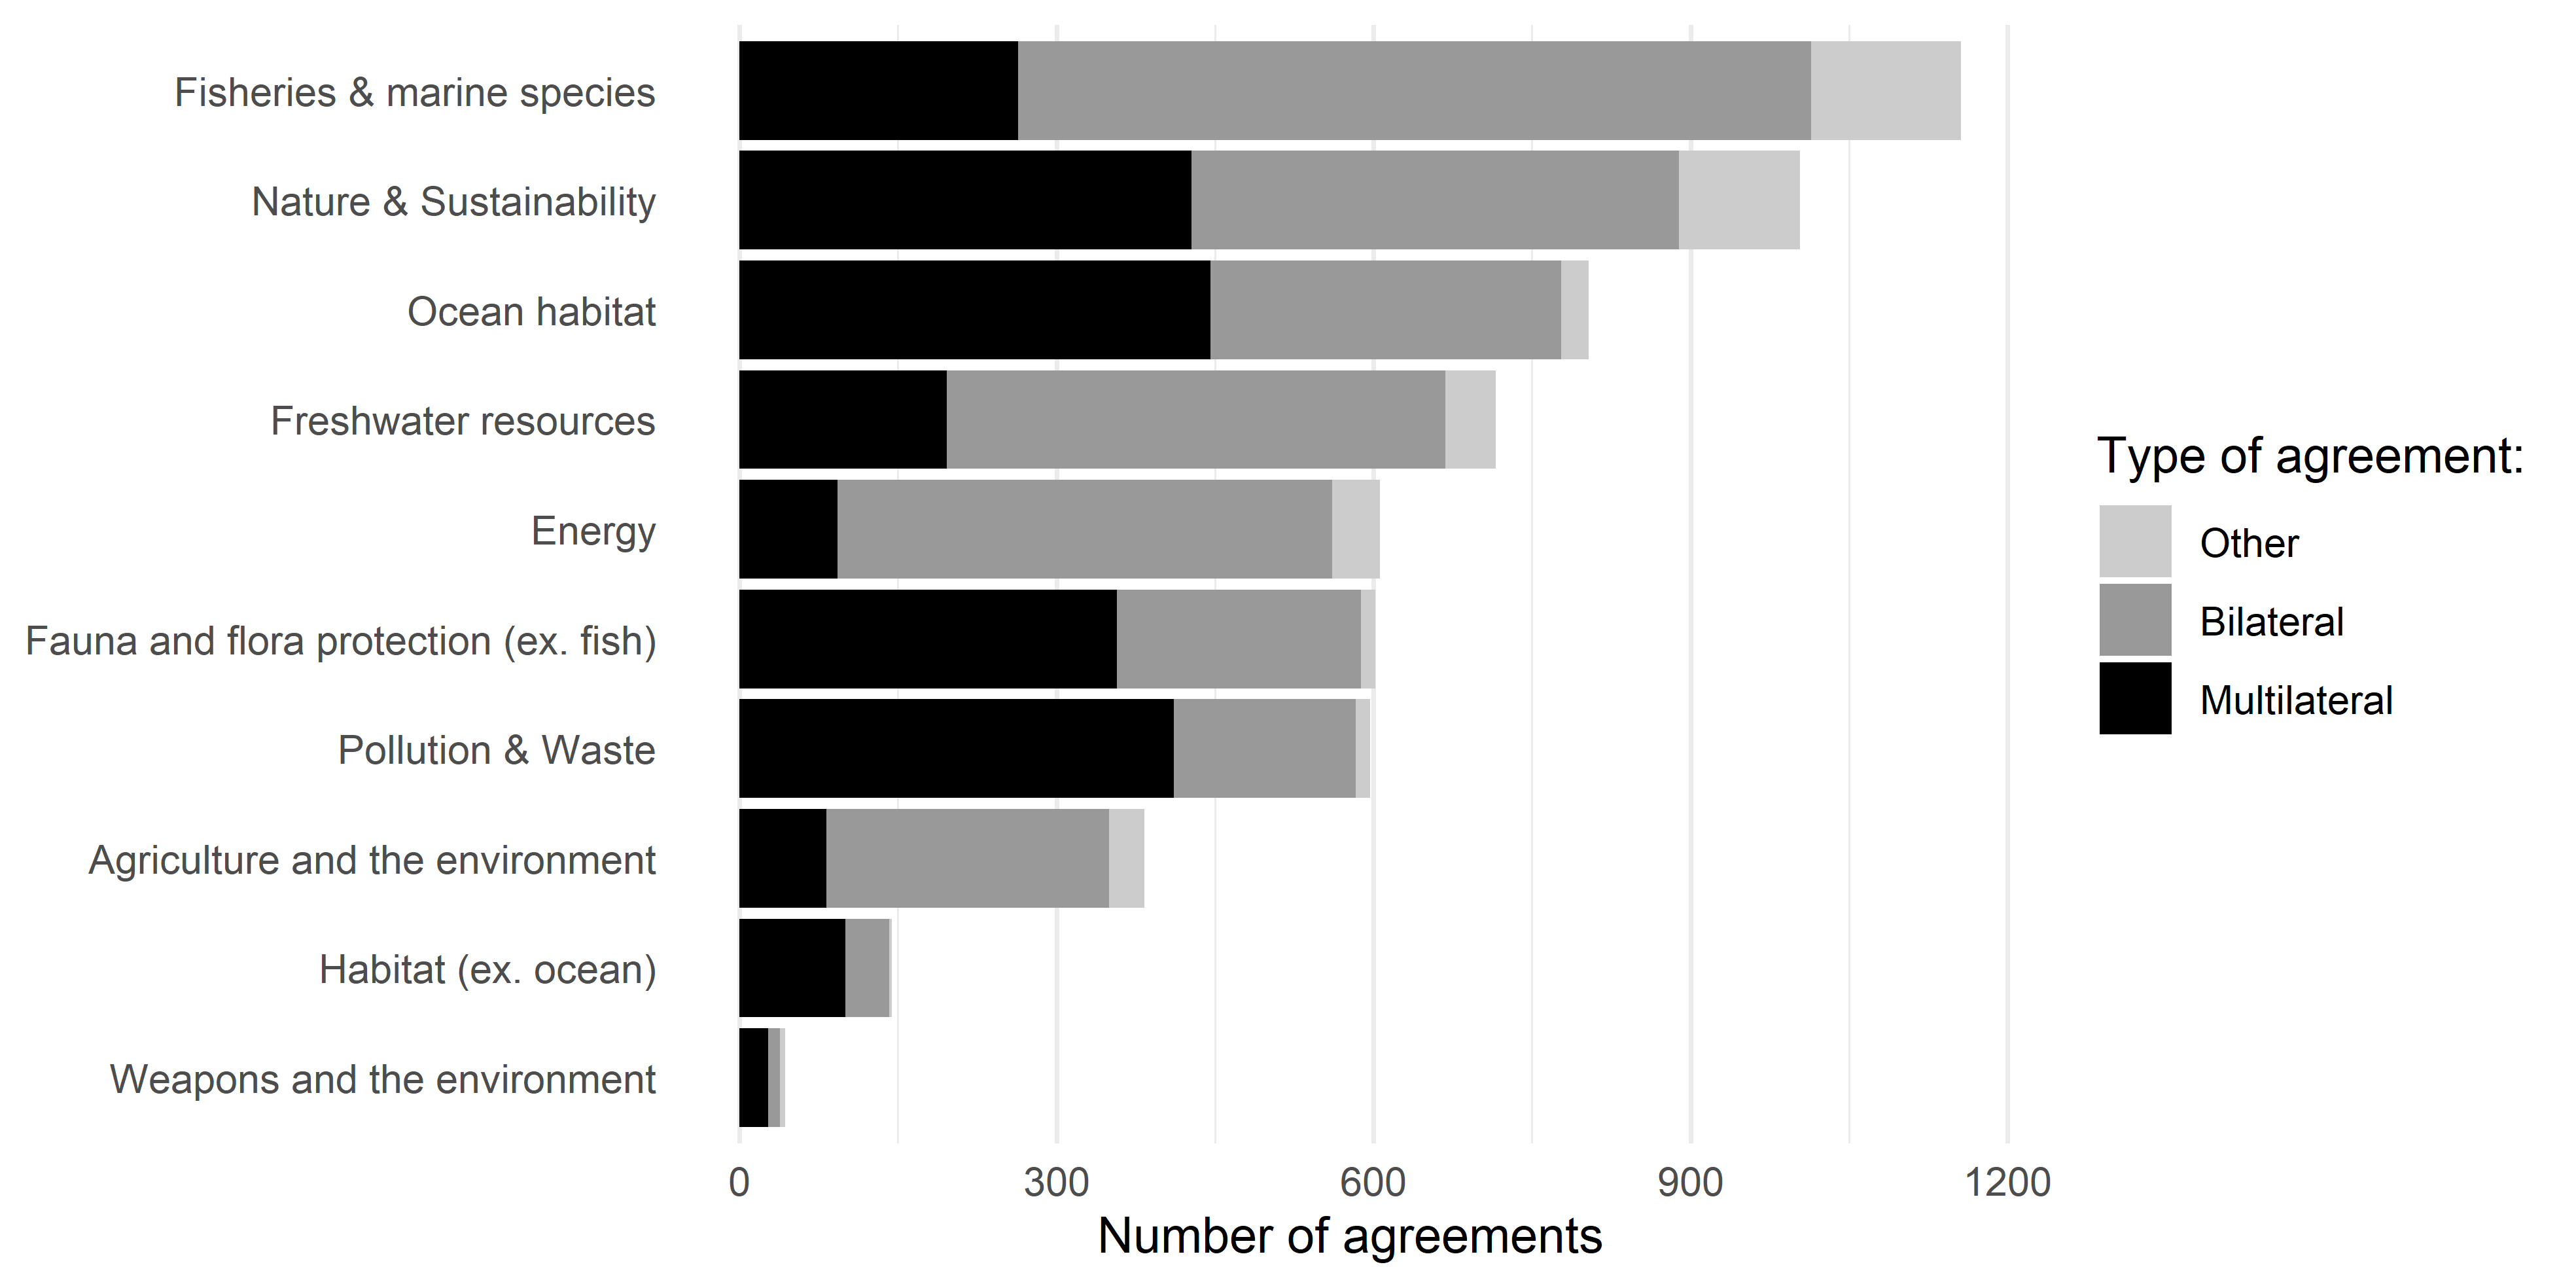 Fisheries & marine species
Nature & Sustainability
Ocean habitat
Freshwater resources
Energy
Fauna and flora protection (ex. fish)
Pollution & Waste
Agriculture and the environment
Habitat (ex. ocean)
Weapons and the environment
0 300 600 900 1200
Number of agreements
Type of agreement:
Other
Bilateral
Multilateral